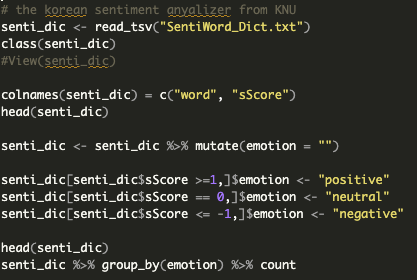 # the korean sentiment anyalizer from KNU
senti_dic <- read_tsv("SentiWord_Dict.txt")
class(senti_dic)
#View(senti_dic)
colnames(senti_dic) = c("word", "sScore")
head(senti_dic)
senti_dic <- senti_dic %>% mutate(emotion = "")
senti_dic[senti_dic$sScore >=1,]$emotion <- "positive"
senti_dic[senti_dic$sScore == 0,]$emotion <- "neutral"
senti_dic[senti_dic$sScore <= -1,]$emotion <- "negative"
head(senti_dic)
senti_dic %>% group_by(emotion) %>% count